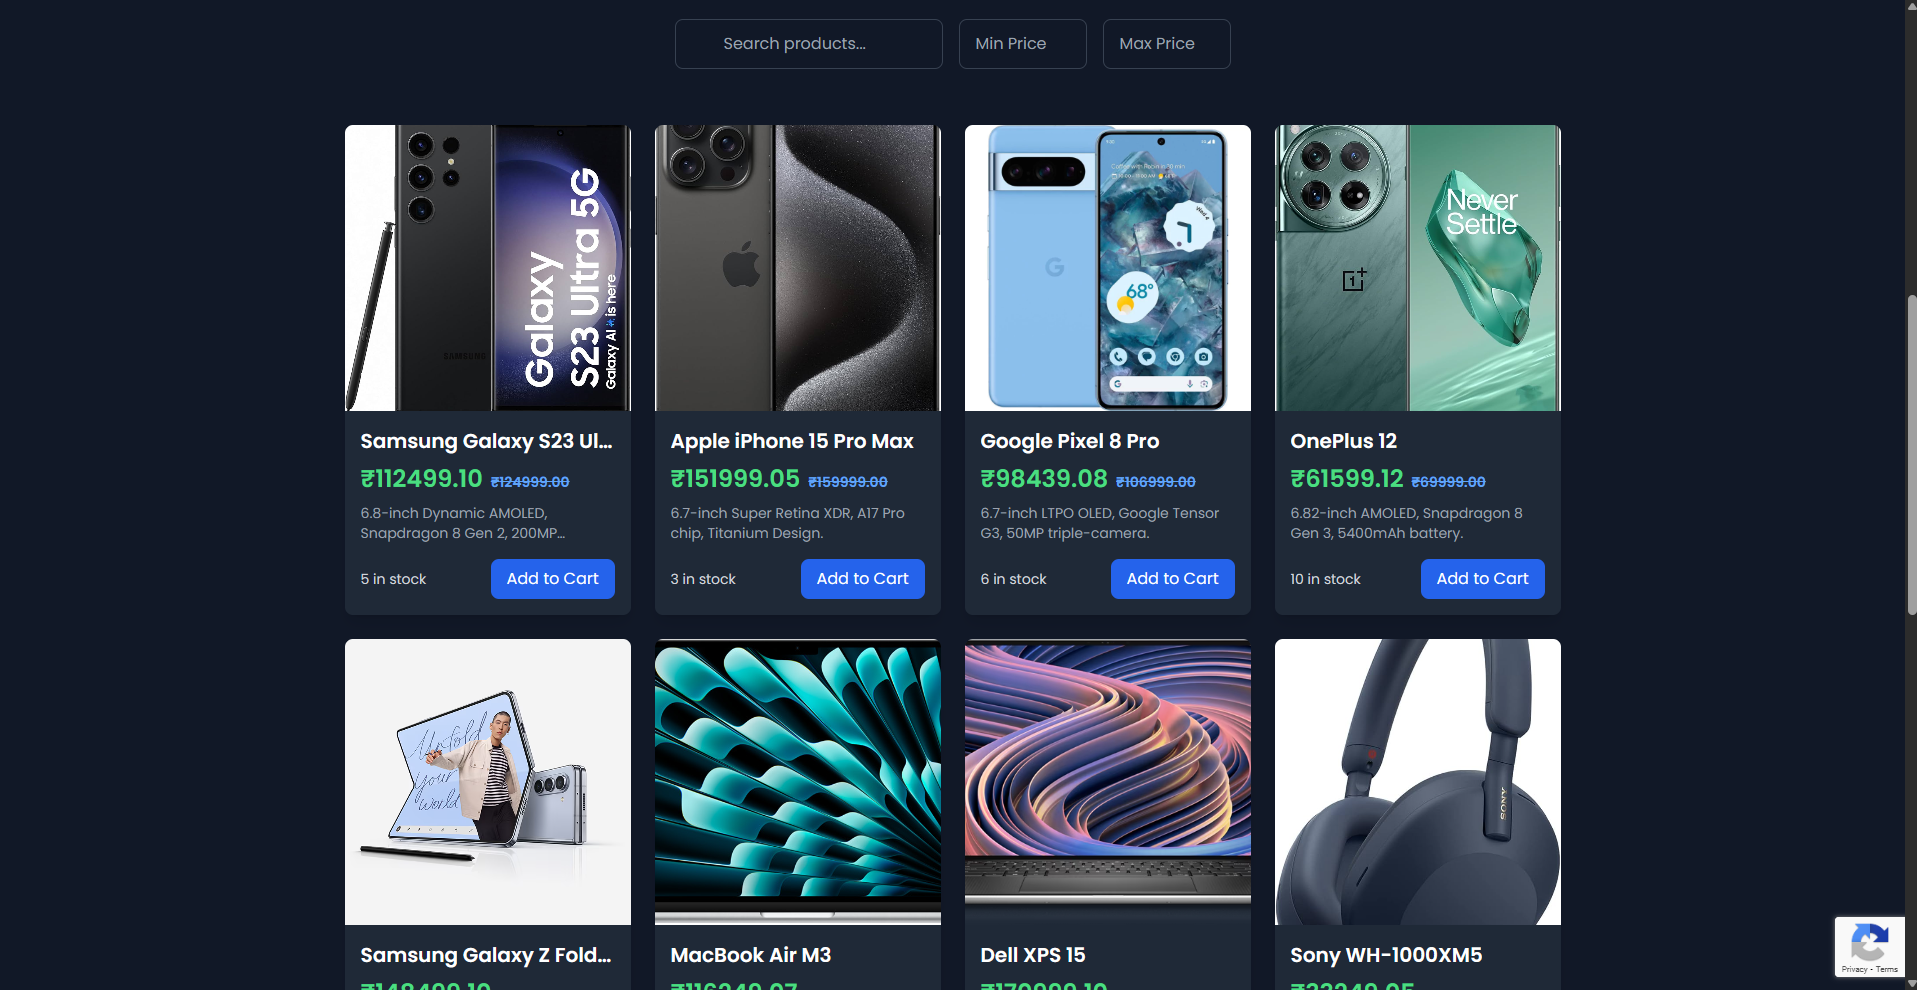 Search products...
Min Price
Max Price
Galaxy
S23 Ultra 5G
Galaxy AI is here
SAMSUNG
68°
Never
Settle
Samsung Galaxy S23 Ul...
₹112499.10 ₹124999.00
6.8-inch Dynamic AMOLED,
Snapdragon 8 Gen 2, 200MP...
5 in stock
Add to Cart
Apple iPhone 15 Pro Max
₹151999.05 ₹159999.00
6.7-inch Super Retina XDR, A17 Pro
chip, Titanium Design.
3 in stock
Add to Cart
Google Pixel 8 Pro
₹98439.08 ₹106999.00
6.7-inch LTPO OLED, Google Tensor
G3, 50MP triple-camera.
6 in stock
Add to Cart
OnePlus 12
₹61599.12 ₹69999.00
6.82-inch AMOLED, Snapdragon 8
Gen 3, 5400mAh battery.
10 in stock
Add to Cart
Unfold
Your
World
SONY
Samsung Galaxy Z Fold...
MacBook Air M3
Dell XPS 15
Sony WH-1000XM5
Privacy - Terms